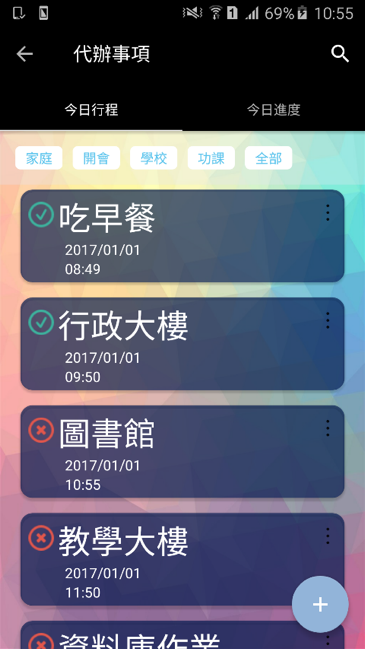 1 69% 10:55
代辦事項
今日行程 今日進度
家庭 開會 學校 功課 全部
吃早餐
2017/01/01
08:49
行政大樓
2017/01/01
09:50
圖書館
2017/01/01
10:55
教學大樓
2017/01/01
11:50
資料庫作業